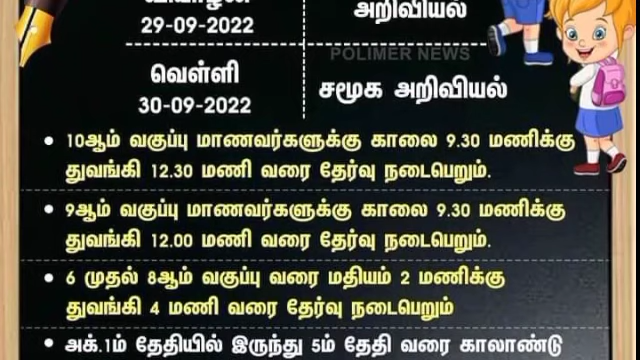 வியாழன்
29-09-2022
அறிவியல்
POLIMER NEWS
வெள்ளி
30-09-2022
சமூக அறிவியல்
• 10ஆம் வகுப்பு மாணவர்களுக்கு காலை 9.30 மணிக்கு
துவங்கி 12.30 மணி வரை தேர்வு நடைபெறும்.
• 9ஆம் வகுப்பு மாணவர்களுக்கு காலை 9.30 மணிக்கு
துவங்கி 12.00 மணி வரை தேர்வு நடைபெறும்.
• 6 முதல் 8ஆம் வகுப்பு வரை மதியம் 2 மணிக்கு
துவங்கி 4 மணி வரை தேர்வு நடைபெறும்
• அக்.1ம் தேதியில் இருந்து 5ம் தேதி வரை காலாண்டு